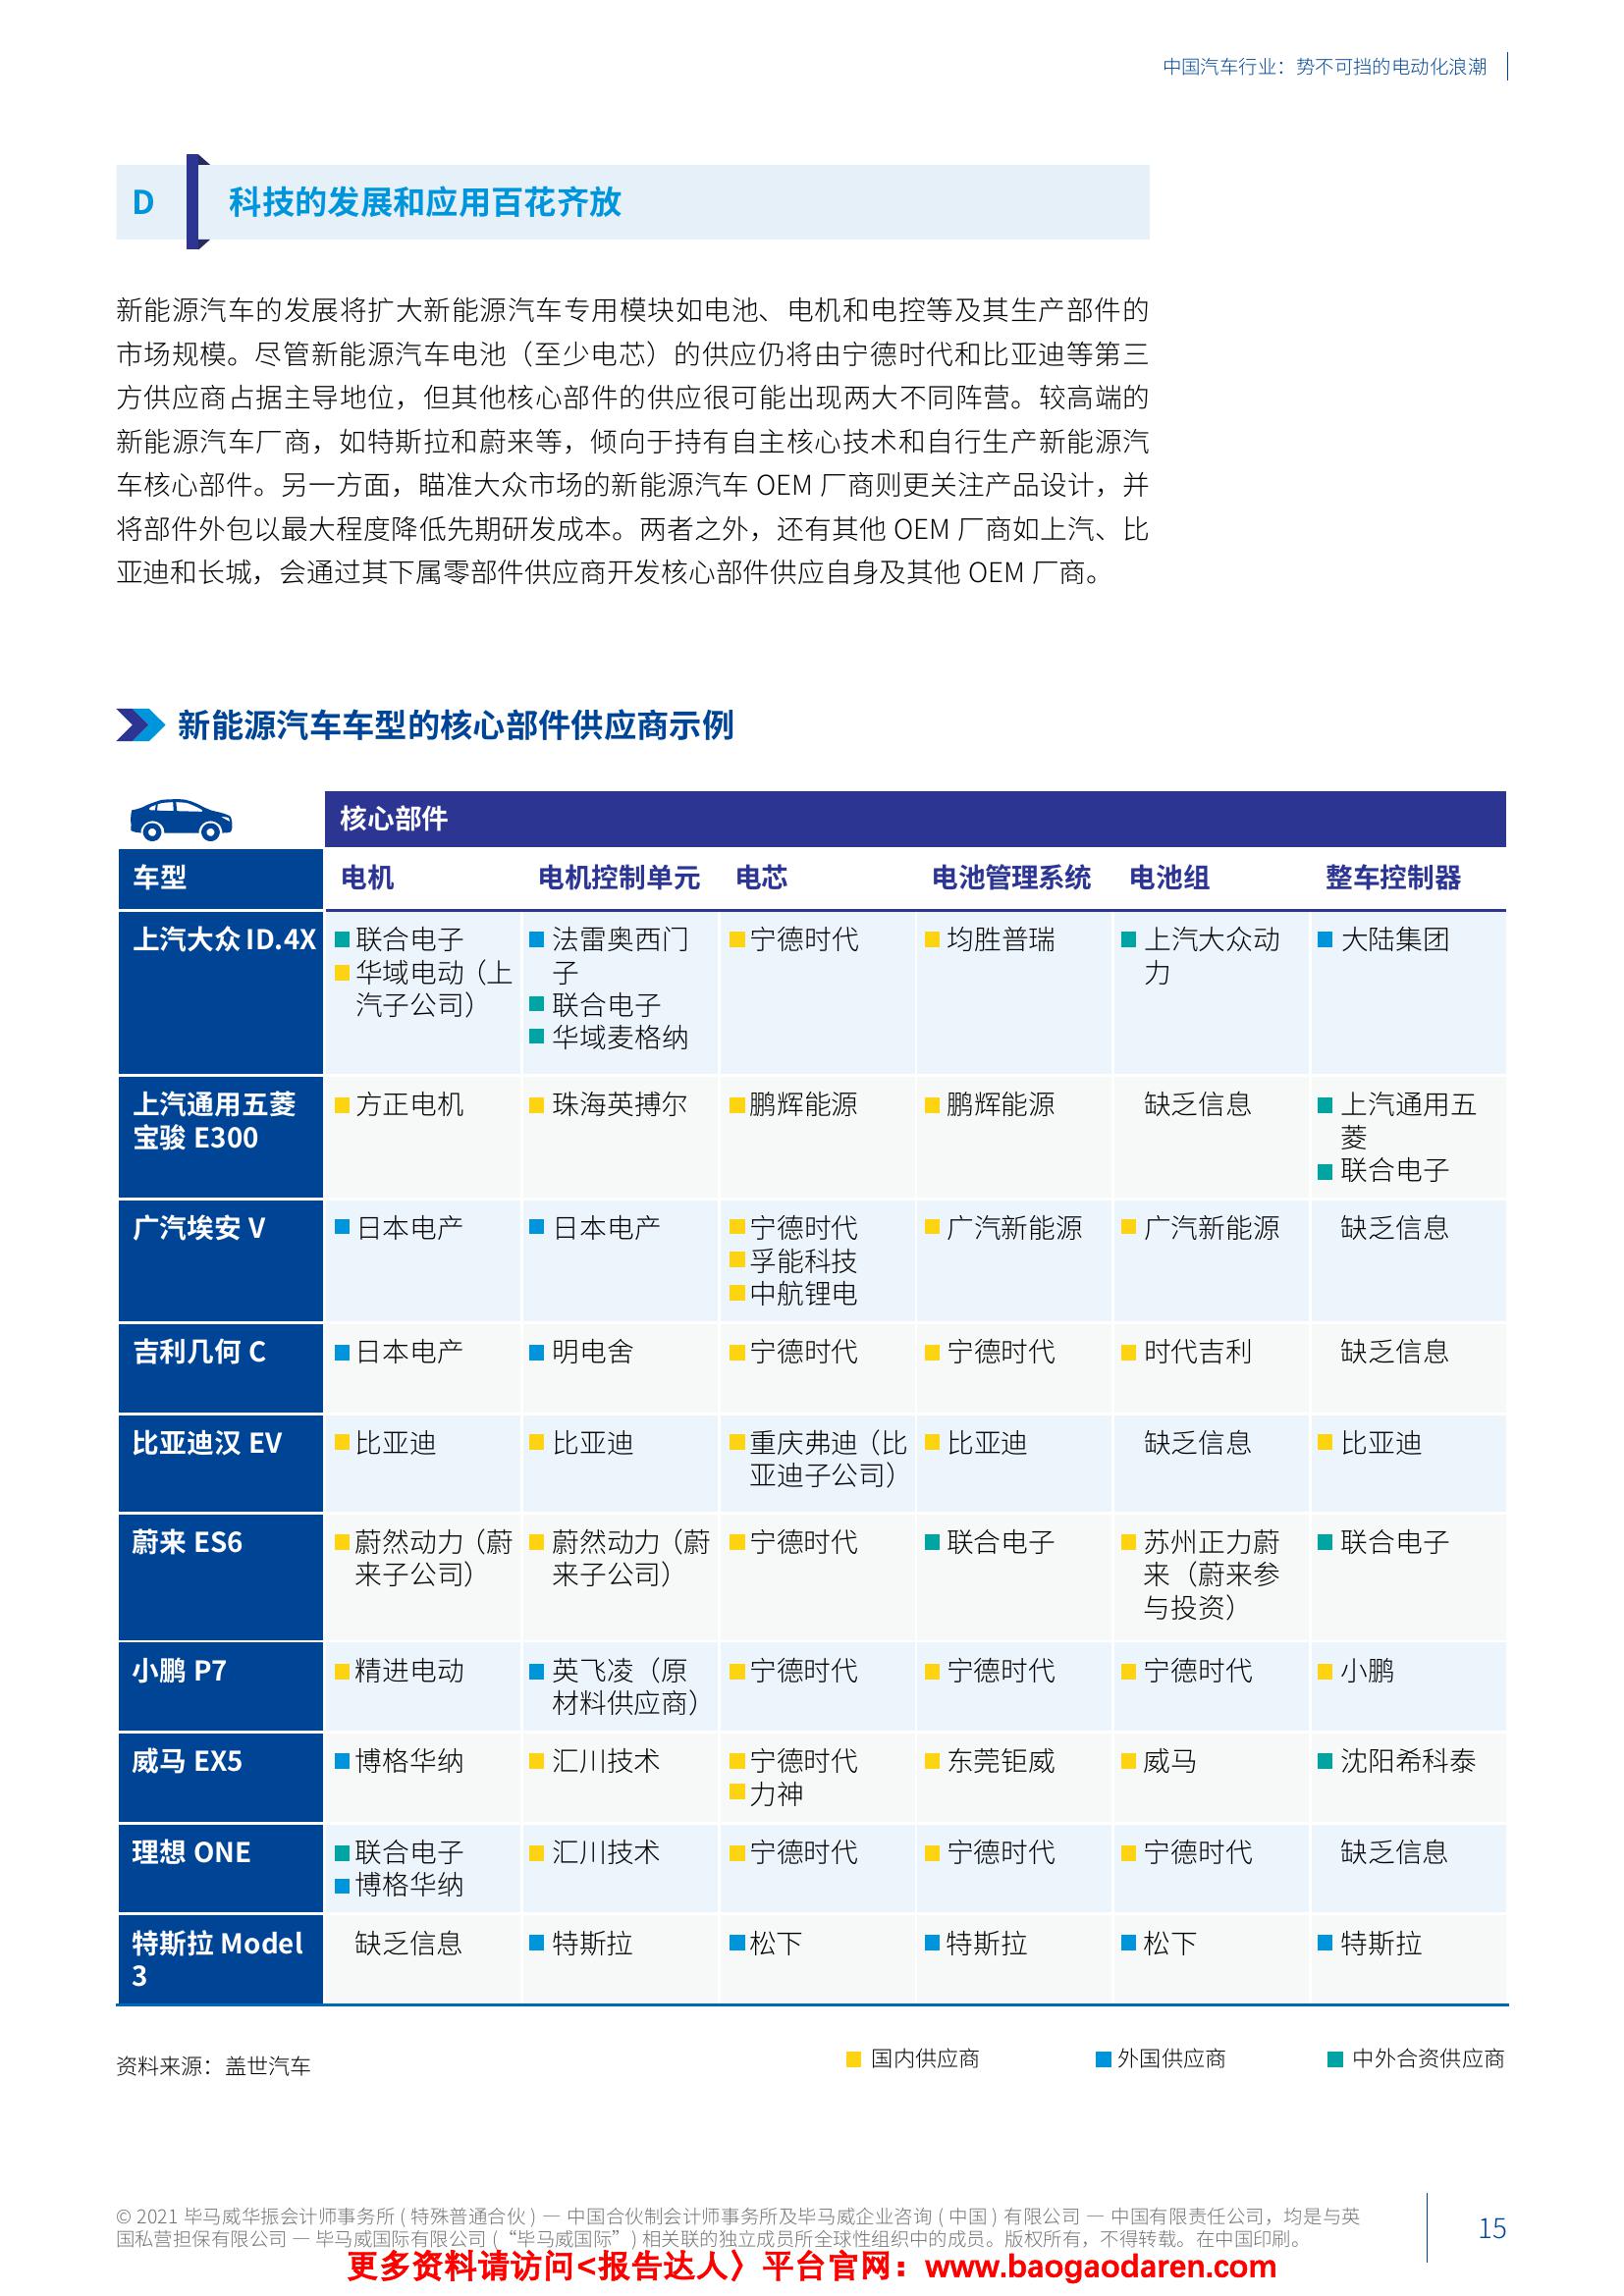 中国汽车行业：势不可挡的电动化浪潮
D 科技的发展和应用百花齐放
新能源汽车的发展将扩大新能源汽车专用模块如电池、电机和电控等及其生产部件的
市场规模。尽管新能源汽车电池（至少电芯）的供应仍将由宁德时代和比亚迪等第三
方供应商占据主导地位，但其他核心部件的供应很可能出现两大不同阵营。较高端的
新能源汽车厂商，如特斯拉和蔚来等，倾向于持有自主核心技术和自行生产新能源汽
车核心部件。另一方面，瞄准大众市场的新能源汽车 OEM 厂商则更关注产品设计，并
将部件外包以最大程度降低先期研发成本。两者之外，还有其他 OEM 厂商如上汽、比
亚迪和长城，会通过其下属零部件供应商开发核心部件供应自身及其他 OEM 厂商。
新能源汽车车型的核心部件供应商示例
核心部件
车型 电机 电机控制单元 电芯 电池管理系统 电池组 整车控制器
上汽大众 ID.4X 联合电子 法雷奥西门 宁德时代 均胜普瑞 上汽大众动 大陆集团
华域电动（上 子 力
汽子公司） 联合电子
华域麦格纳
上汽通用五菱 方正电机 珠海英搏尔 鹏辉能源 鹏辉能源 缺乏信息 上汽通用五
宝骏 E300 菱
联合电子
广汽埃安 V 日本电产 日本电产 宁德时代 广汽新能源 广汽新能源 缺乏信息
孚能科技
中航锂电
吉利几何 C 日本电产 明电舍 宁德时代 宁德时代 时代吉利 缺乏信息
比亚迪汉 EV 比亚迪 比亚迪 重庆弗迪（比 比亚迪 缺乏信息 比亚迪
亚迪子公司）
蔚来 ES6 蔚然动力（蔚 蔚然动力（蔚 宁德时代 联合电子 苏州正力蔚 联合电子
来子公司） 来子公司） 来（蔚来参
与投资）
小鹏 P7 精进电动 英飞凌（原 宁德时代 宁德时代 宁德时代 小鹏
材料供应商）
威马 EX5 博格华纳 汇川技术 宁德时代 东莞钜威 威马 沈阳希科泰
力神
理想 ONE 联合电子 汇川技术 宁德时代 宁德时代 宁德时代 缺乏信息
博格华纳
特斯拉 Model 缺乏信息 特斯拉 松下 特斯拉 松下 特斯拉
3
资料来源：盖世汽车 国内供应商 外国供应商 中外合资供应商
© 2021 毕马威华振会计师事务所 ( 特殊普通合伙 ) — 中国合伙制会计师事务所及毕马威企业咨询 ( 中国 ) 有限公司 — 中国有限责任公司，均是与英
国私营担保有限公司 — 毕马威国际有限公司 (“毕马威国际”) 相关联的独立成员所全球性组织中的成员。版权所有，不得转载。在中国印刷。
15
更多资料请访问<报告达人〉平台官网：www.baogaodaren.com